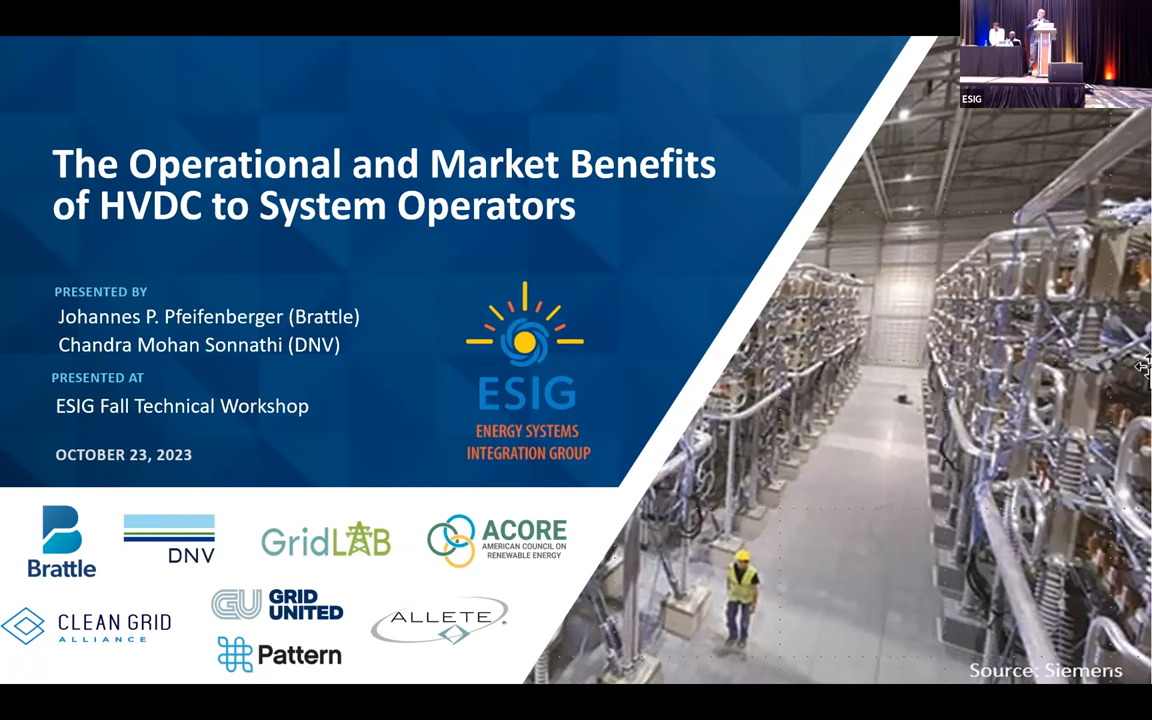 ESIG
The Operational and Market Benefits
of HVDC to System Operators
PRESENTED BY
Johannes P. Pfeifenberger (Brattle)
Chandra Mohan Sonnathi (DNV)
PRESENTED AT
ESIG Fall Technical Workshop
OCTOBER 23, 2023
ESIG
ENERGY SYSTEMS
INTEGRATION GROUP
Brattle
DNV
GridLAB
ACORE
AMERICAN COUNCIL ON
RENEWABLE ENERGY
CLEAN GRID
ALLIANCE
GU GRID
UNITED
Pattern
ALLETE®
Source: Siemens